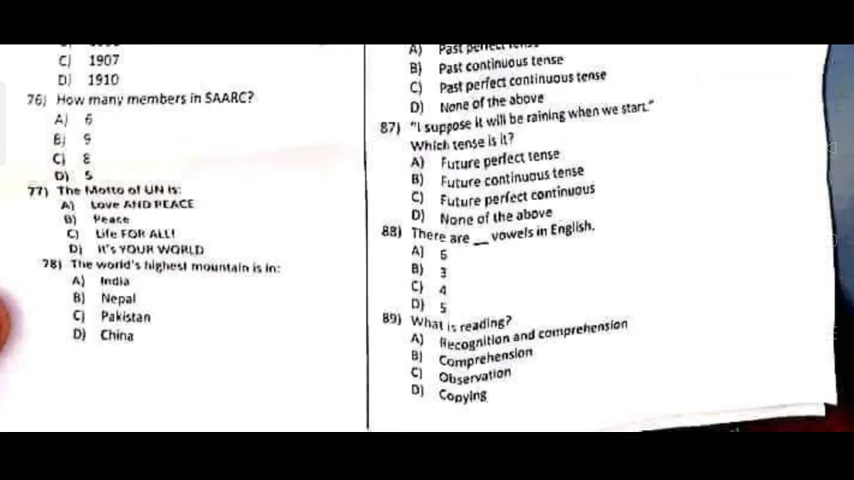 C) 1907
D) 1910
76) How many members in SAARC?
A) 6
B) 9
C) 8
D) 5
77) The Motto of UN is:
A) Love AND PEACE
B) Peace
C) Life FOR ALL!
D) It's YOUR WORLD
78) The world's highest mountain is in:
A) India
B) Nepal
C) Pakistan
D) China
A) Past perfect tense
B) Past continuous tense
C) Past perfect continuous tense
D) None of the above
87) "I suppose it will be raining when we start."
Which tense is it?
A) Future perfect tense
B) Future continuous tense
C) Future perfect continuous
D) None of the above
88) There are __ vowels in English.
A) 6
B) 3
C) 4
D) 5
89) What is reading?
A) Recognition and comprehension
B) Comprehension
C) Observation
D) Copying